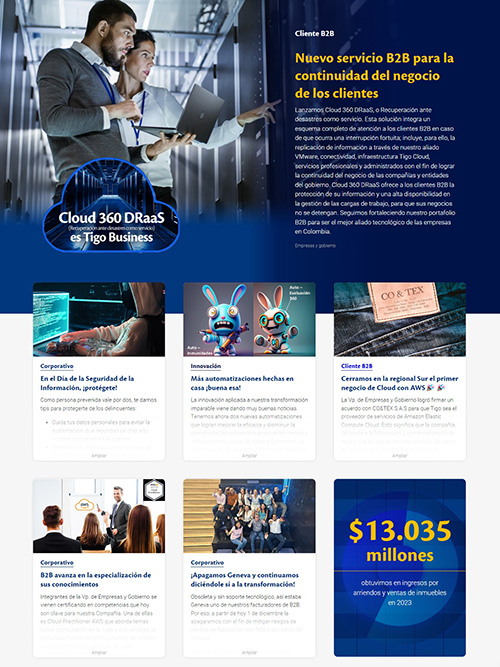 Cliente B2B
Nuevo servicio B2B para la
continuidad del negocio
de los clientes
Lanzamos Cloud 360 DRaaS, o Recuperación ante
desastres como servicio. Esta solución integra un
esquema completo de atención a los clientes B2B en caso
de que ocurra una interrupción fortuita; incluye, para ello, la
replicación de información a través de nuestro aliado
VMware, conectividad, infraestructura Tigo Cloud,
servicios profesionales y administrados con el fin de lograr
la continuidad del negocio de las compañías y entidades
del gobierno. Cloud 360 DRaaS ofrece a los clientes B2B la
protección de su información y una alta disponibilidad en
la gestión de las cargas de trabajo, para que sus negocios
no se detengan. Seguimos fortaleciendo nuestro portafolio
B2B para ser el mejor aliado tecnológico de las empresas
en Colombia.
Empresas y gobierno
Cloud 360 DRaaS
(Recuperación ante desastres como servicio)
es Tigo Business
Corporativo
En el Día de la Seguridad de la
Información, ¡protégete!
Como persona prevenida vale por dos, te damos
tips para protegerte de los delincuentes:
Cuida tus datos personales para evitar la
Ampliar
Auto –
Inmunidades
Auto –
Evaluación
360
Innovación
Más automatizaciones hechas en
casa ¡buena esa!
La innovación aplicada a nuestra transformación
imparable viene dando muy buenas noticias.
Tenemos ahora dos nuevas automatizaciones
que logran mejorar la eficacia y disminuir la
Ampliar
CO & TEX
Cliente B2B
Cerramos en la regional Sur el primer
negocio de Cloud con AWS
La Vp. de Empresas y Gobierno logró firmar un
acuerdo con CO&TEX S.A.S para que Tigo sea el
proveedor de servicios de Amazon Elastic
Compute Cloud. Esto significa que la compañía,
Ampliar
aws
Corporativo
B2B avanza en la especialización de
sus conocimientos
Integrantes de la Vp. de Empresas y Gobierno se
vienen certificando en competencias que hoy
son clave para nuestra Compañía. Una de ellas
es Cloud Practitioner AWS que aborda temas
Ampliar
Corporativo
¡Apagamos Geneva y continuamos
diciéndole sí a la transformación!
Obsoleta y sin soporte tecnológico, así estaba
Geneva uno de nuestros facturadores de B2B.
Por eso, a partir de hoy 1 de diciembre la
apagaremos con el fin de mitigar riesgos de
Ampliar
$13.035
millones
obtuvimos en ingresos por
arriendos y ventas de inmuebles
en 2023